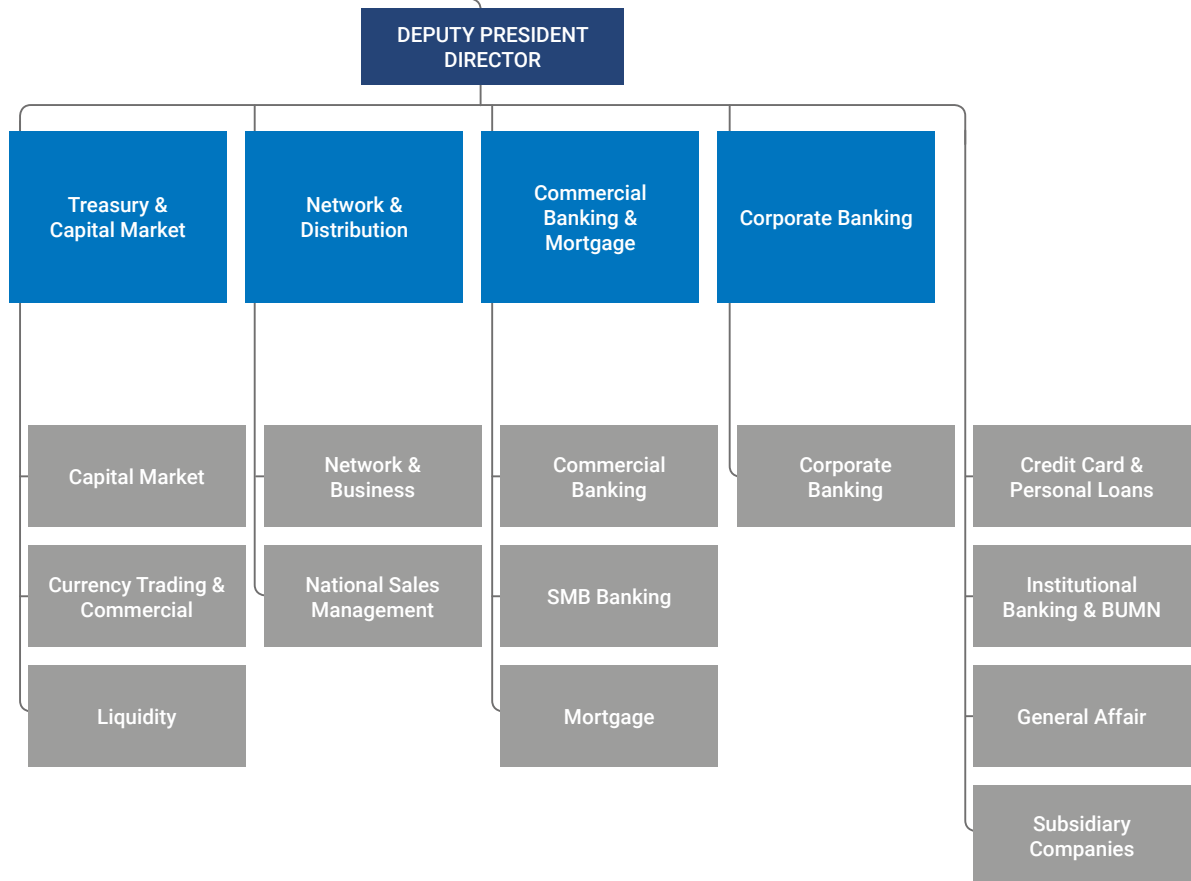 DEPUTY PRESIDENT
DIRECTOR
Treasury &
Capital Market
Network &
Distribution
Commercial
Banking &
Mortgage
Corporate Banking
Capital Market
Network &
Business
Commercial
Banking
Corporate
Banking
Credit Card &
Personal Loans
Currency Trading &
Commercial
National Sales
Management
SMB Banking
Institutional
Banking & BUMN
Liquidity
Mortgage
General Affair
Subsidiary
Companies